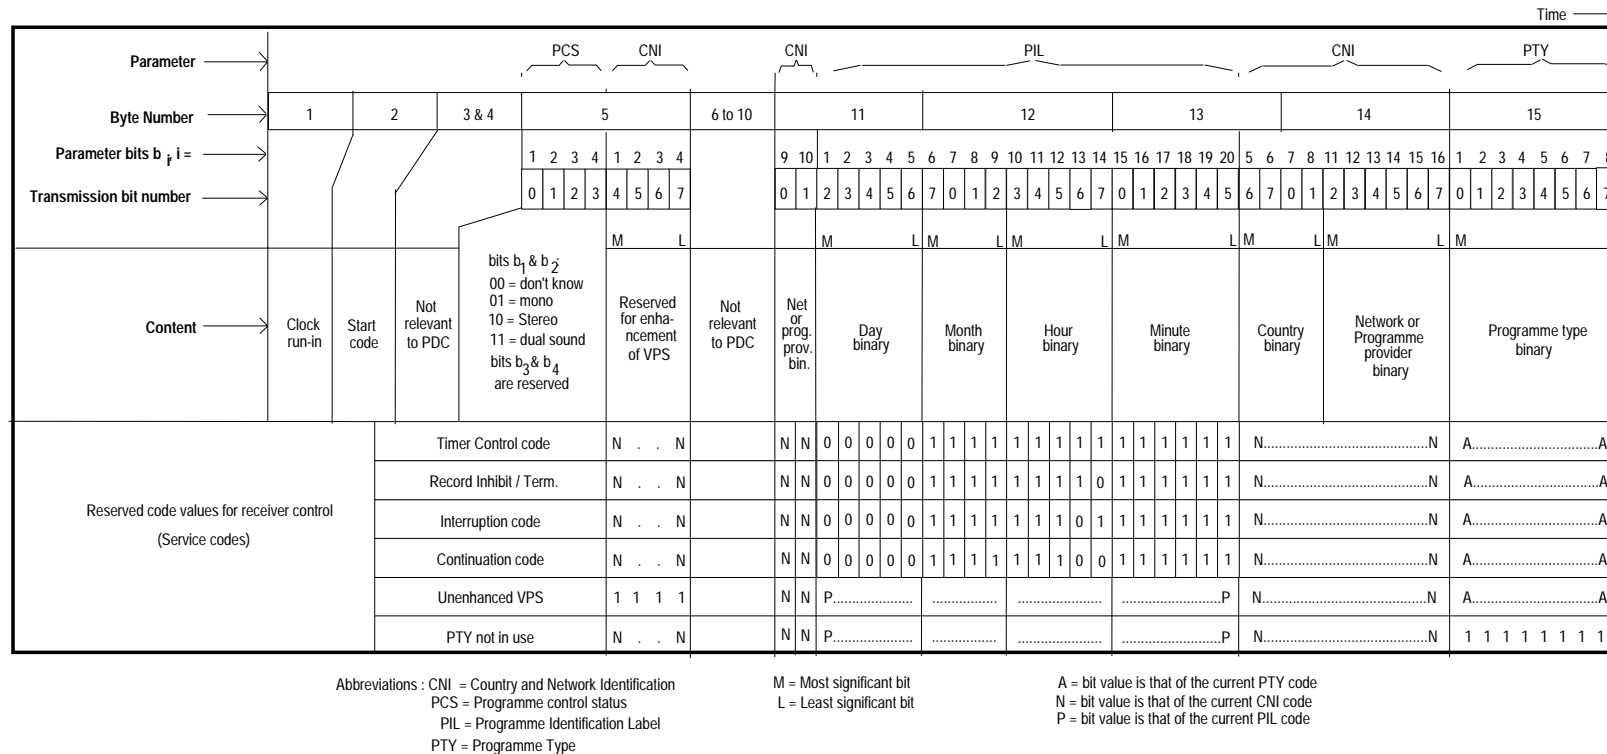 Time
Parameter
PCS CNI CNI PIL CNI PTY
Byte Number 1 2 3 & 4 5 6 to 10 11 12 13 14 15
Parameter bits b i, i = 1 2 3 4 1 2 3 4 9 10 1 2 3 4 5 6 7 8 9 10 11 12 13 14 15 16 17 18 19 20 5 6 7 8 11 12 13 14 15 16 1 2 3 4 5 6 7 8
Transmission bit number 0 1 2 3 4 5 6 7 0 1 2 3 4 5 6 7 0 1 2 3 4 5 6 7 0 1 2 3 4 5 6 7 0 1 2 3 4 5 6 7 0 1 2 3 4 5 6 7
M L M L M L M L M L M L M L M
Content
Clock
run-in
Start
code
Not
relevant
to PDC
bits b1 & b2:
00 = don't know
01 = mono
10 = Stereo
11 = dual sound
bits b3 & b4
are reserved
Reserved
for enha-
ncement
of VPS
Not
relevant
to PDC
Net
or
prog.
prov.
bin.
Day
binary
Month
binary
Hour
binary
Minute
binary
Country
binary
Network or
Programme
provider
binary
Programme type
binary
Reserved code values for receiver control
(Service codes)
Timer Control code N . . N N N 0 0 0 0 0 1 1 1 1 1 1 1 1 1 1 1 1 1 1 1 N..........N A..........A
Record Inhibit / Term. N . . N N N 0 0 0 0 0 1 1 1 1 1 1 1 1 0 1 1 1 1 1 1 N..........N A..........A
Interruption code N . . N N N 0 0 0 0 0 1 1 1 1 1 1 1 0 1 1 1 1 1 1 1 N..........N A..........A
Continuation code N . . N N N 0 0 0 0 0 1 1 1 1 1 1 1 0 0 1 1 1 1 1 1 N..........N A..........A
Unenhanced VPS 1 1 1 1 N N P.......... .......... .......... ..........P N..........N A..........A
PTY not in use N . . N N N P.......... .......... .......... ..........P N..........N 1 1 1 1 1 1 1 1
Abbreviations : CNI = Country and Network Identification
PCS = Programme control status
PIL = Programme Identification Label
PTY = Programme Type
M = Most significant bit
L = Least significant bit
A = bit value is that of the current PTY code
N = bit value is that of the current CNI code
P = bit value is that of the current PIL code